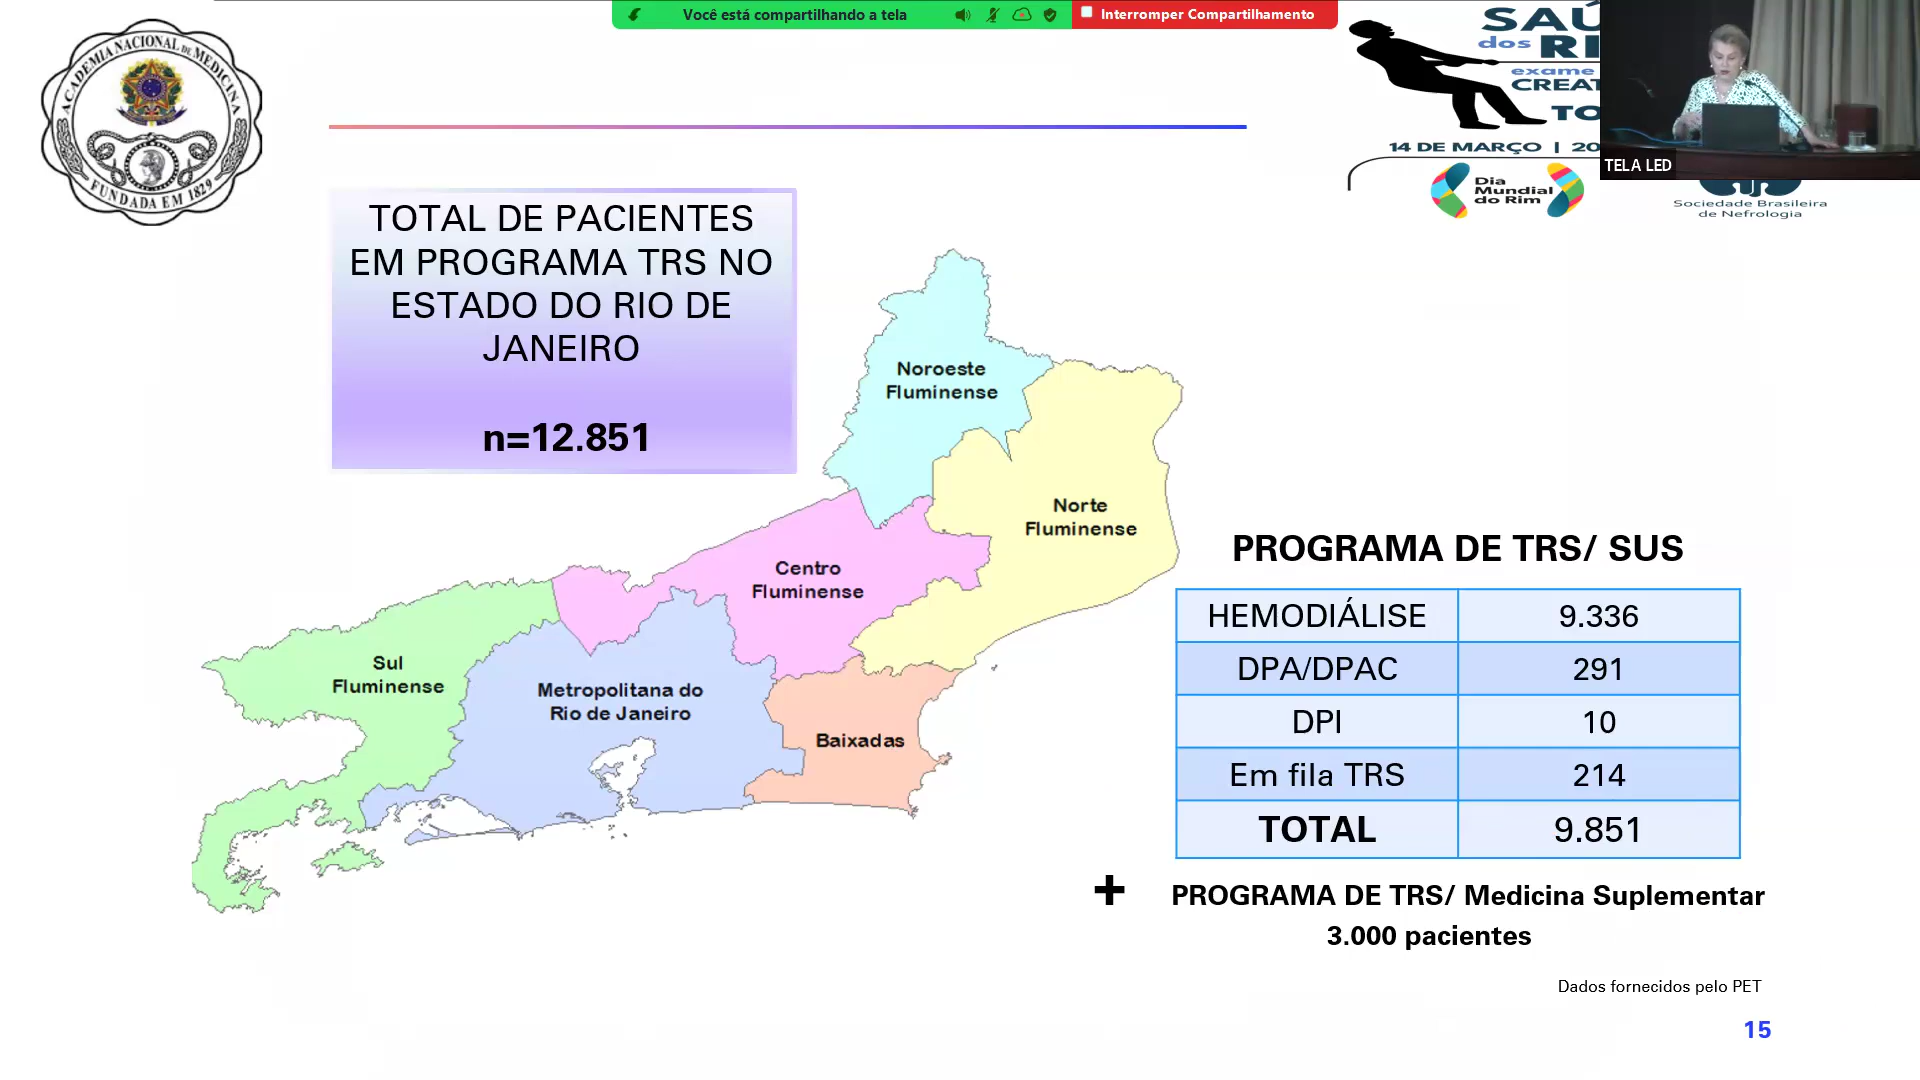 Você está compartilhando a tela
Interromper Compartilhamento
ACADEMIA NACIONAL DE MEDICINA
FUNDADA EM 1829
SAÚ
dos RI
exame
CREAT
TO
14 DE MARÇO | 20
Dia
Mundial
do Rim
TELA LED
Sociedade Brasileira
de Nefrologia
TOTAL DE PACIENTES
EM PROGRAMA TRS NO
ESTADO DO RIO DE
JANEIRO
n=12.851
Noroeste
Fluminense
Norte
Fluminense
Centro
Fluminense
Sul
Fluminense
Metropolitana do
Rio de Janeiro
Baixadas
PROGRAMA DE TRS/ SUS
HEMODIÁLISE 9.336
DPA/DPAC 291
DPI 10
Em fila TRS 214
TOTAL 9.851
+ PROGRAMA DE TRS/ Medicina Suplementar
3.000 pacientes
Dados fornecidos pelo PET
15